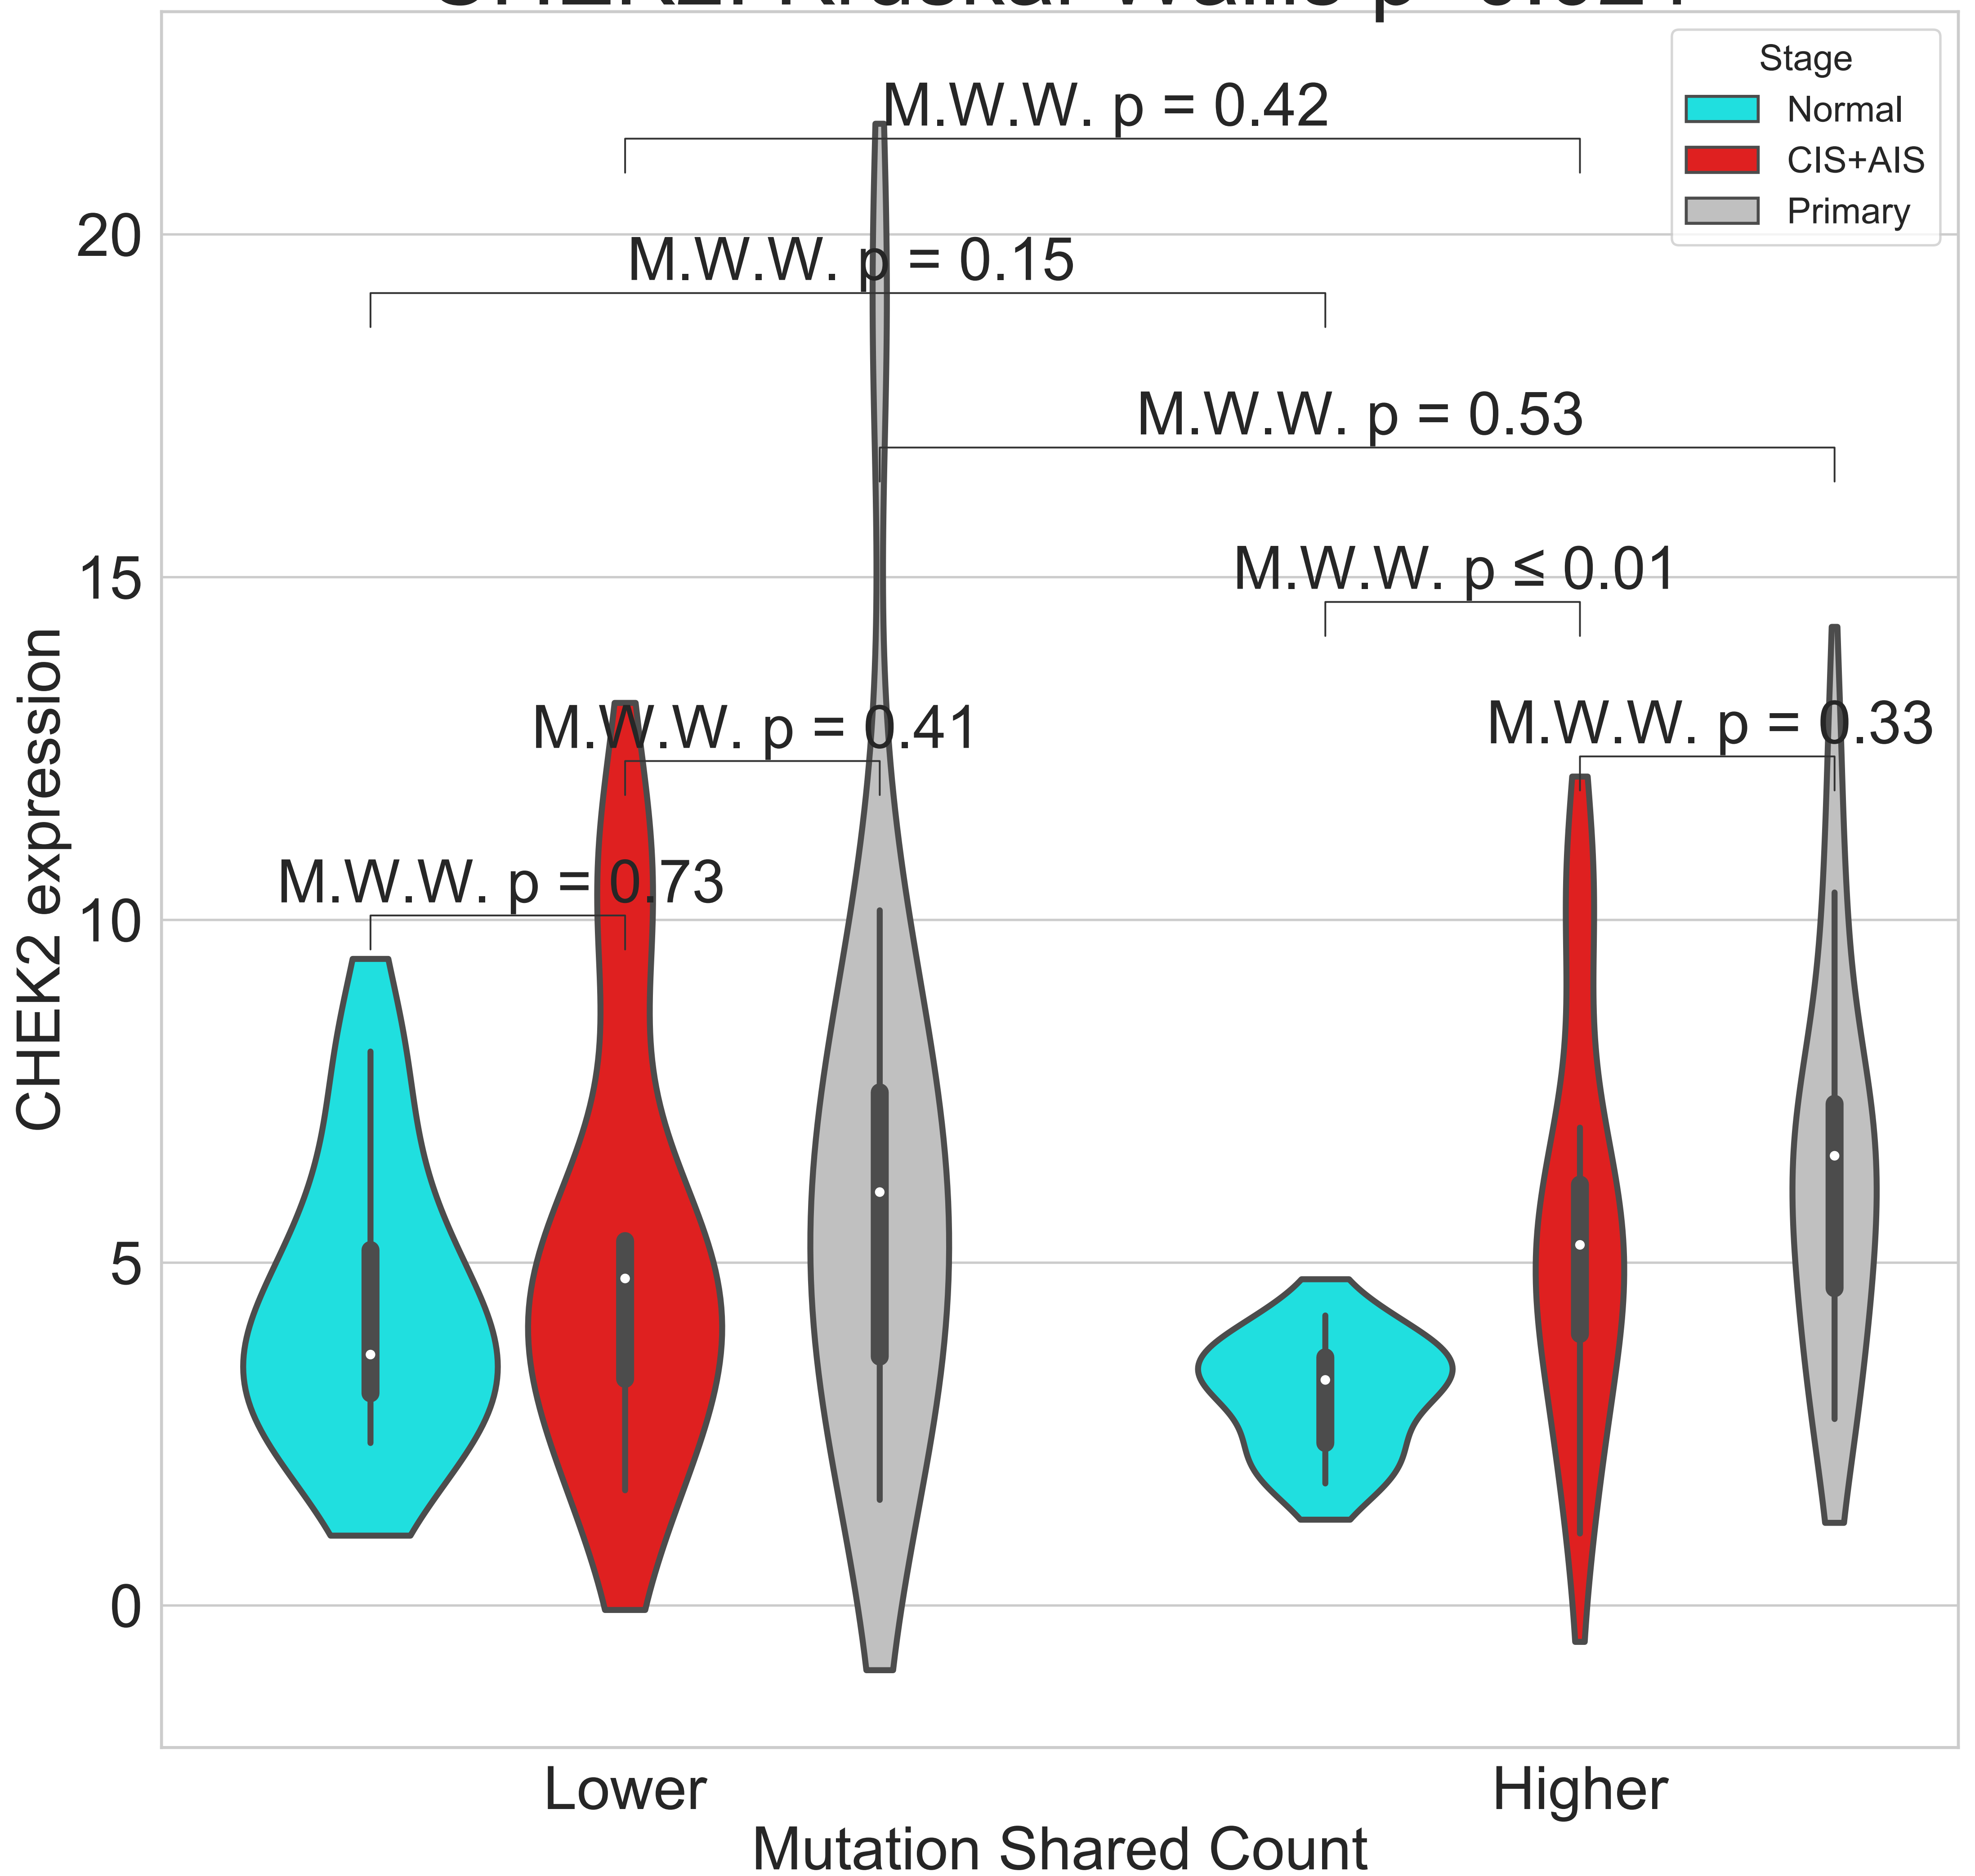 Stage
Normal
CIS+AIS
Primary
M.W.W. p = 0.42
M.W.W. p = 0.15
M.W.W. p = 0.53
M.W.W. p ≤ 0.01
M.W.W. p = 0.41
M.W.W. p = 0.33
M.W.W. p = 0.73
20
15
10
5
0
CHEK2 expression
Lower
Higher
Mutation Shared Count